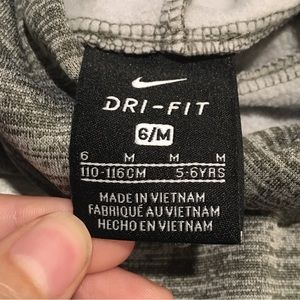 DRI-FIT
6/M
6 M M M
110-116CM 5-6YRS
MADE IN VIETNAM
FABRIQUÉ AU VIETNAM
HECHO EN VIETNAM